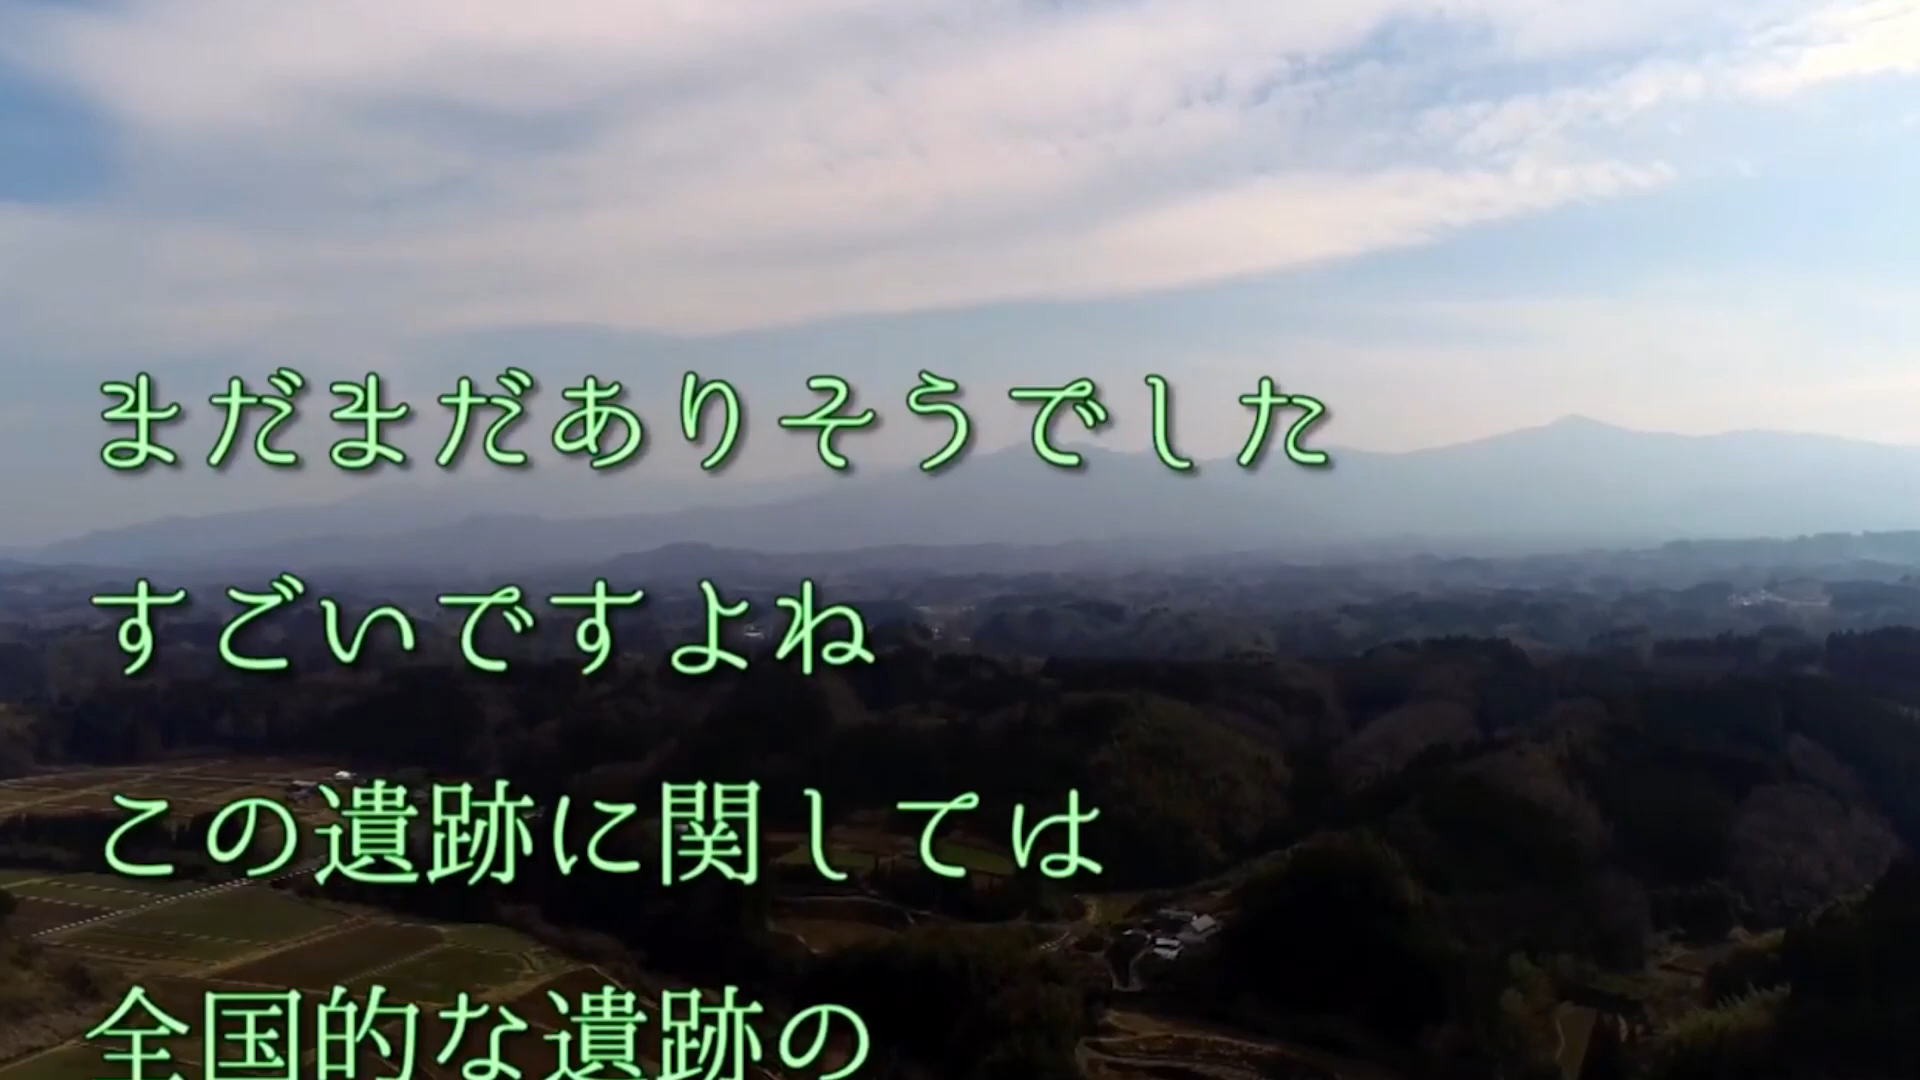 まだまだありそうでした
すごいですよね
この遺跡に関しては
全国的な遺跡の